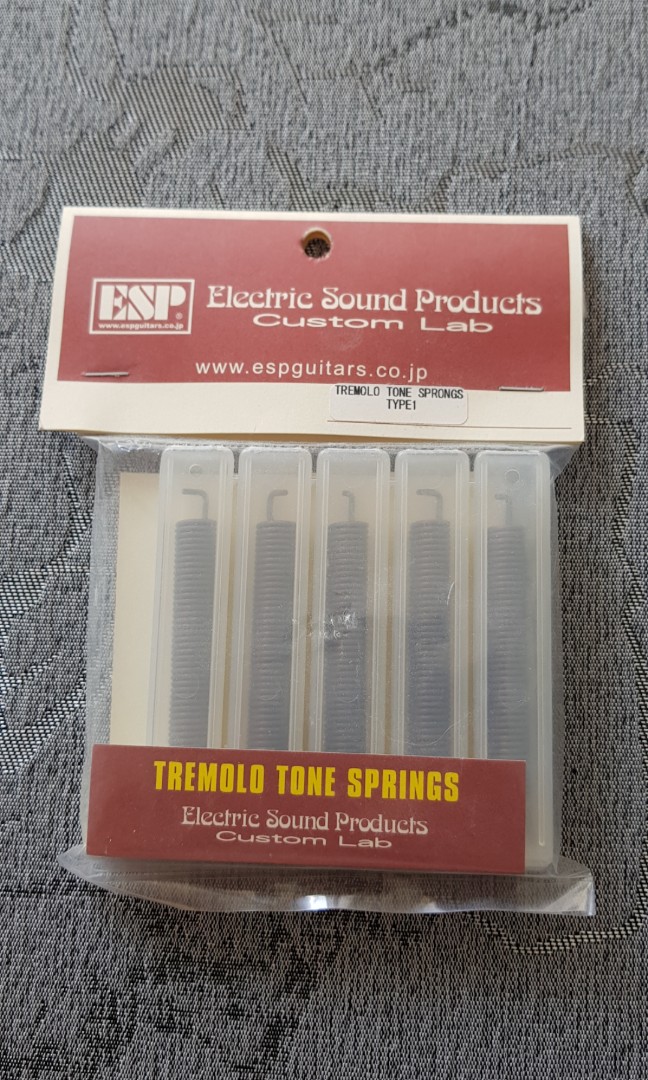 ESP®
www.espguitars.co.jp
Electric Sound Products
Custom Lab
www.espguitars.co.jp
TREMOLO TONE SPRONGS
TYPE1
TREMOLO TONE SPRINGS
Electric Sound Products
Custom Lab